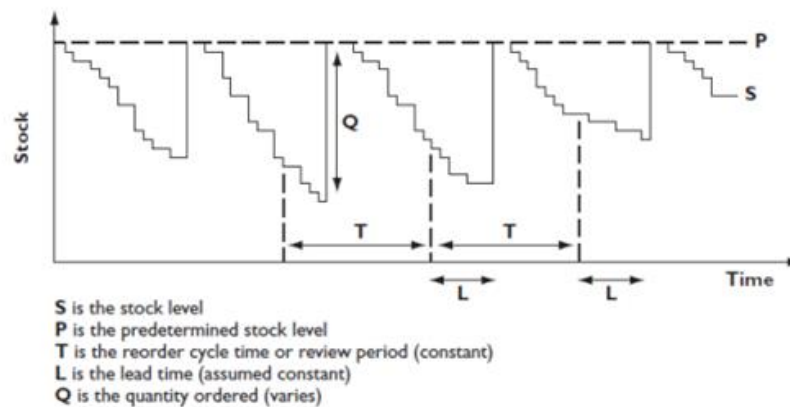 P
S
Q
Stock
T
T
Time
L
L
S is the stock level
P is the predetermined stock level
T is the reorder cycle time or review period (constant)
L is the lead time (assumed constant)
Q is the quantity ordered (varies)